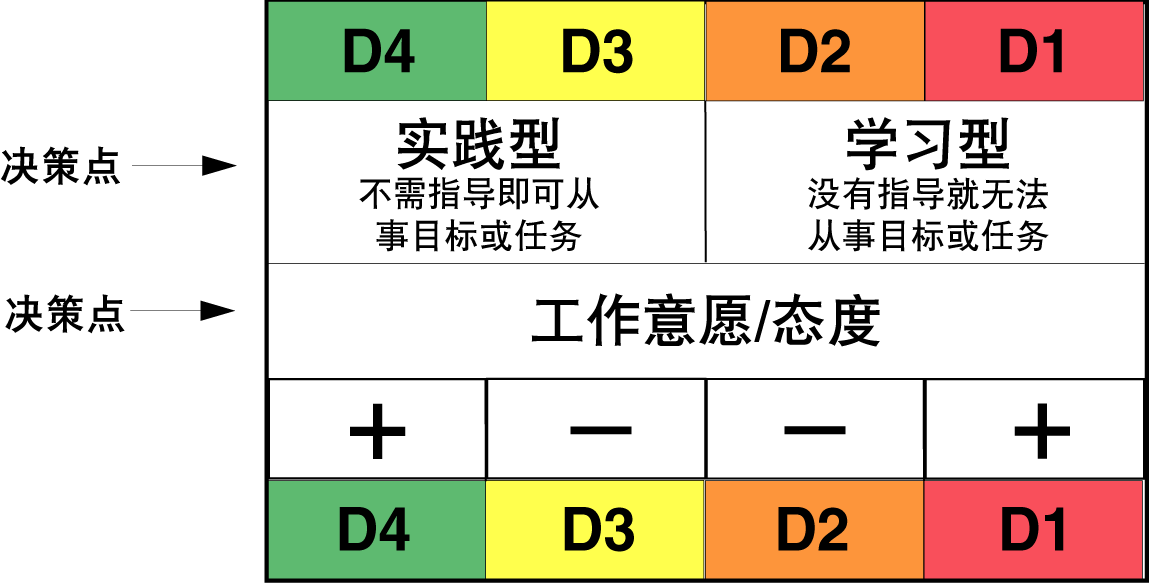 D4 D3 D2 D1
决策点
实践型
不需指导即可从
事目标或任务
学习型
没有指导就无法
从事目标或任务
决策点
工作意愿/态度
+ − − +
D4 D3 D2 D1